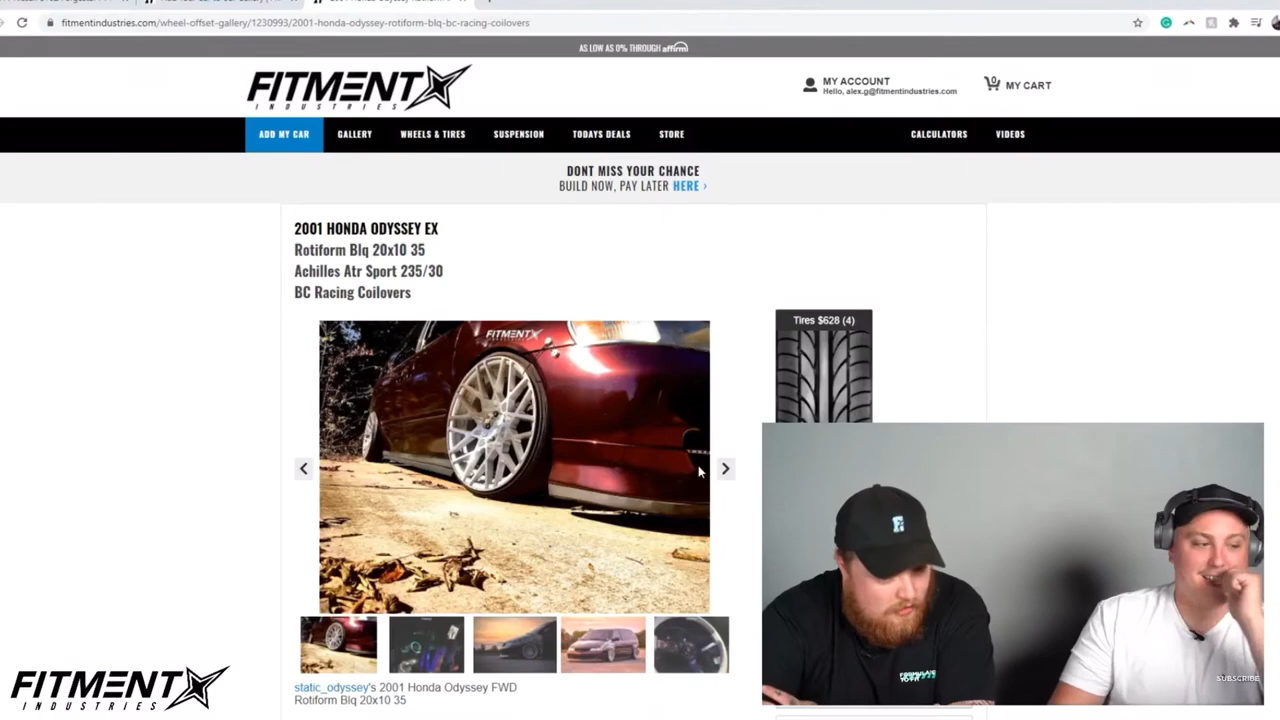 fitmentindustries.com/wheel-offset-gallery/1230993/2001-honda-odyssey-rotiform-blq-bc-racing-coilovers
AS LOW AS 0% THROUGH affirm
FITMENT
INDUSTRIES
MY ACCOUNT
Hello, alex.g@fitmentindustries.com
0
MY CART
ADD MY CAR
GALLERY
WHEELS & TIRES
SUSPENSION
TODAYS DEALS
STORE
CALCULATORS
VIDEOS
DONT MISS YOUR CHANCE
BUILD NOW, PAY LATER HERE ›
2001 HONDA ODYSSEY EX
Rotiform Blq 20x10 35
Achilles Atr Sport 235/30
BC Racing Coilovers
FITMENT
Tires $628 (4)
static_odyssey's 2001 Honda Odyssey FWD
Rotiform Blq 20x10 35
SUBSCRIBE
FITMENT
INDUSTRIES